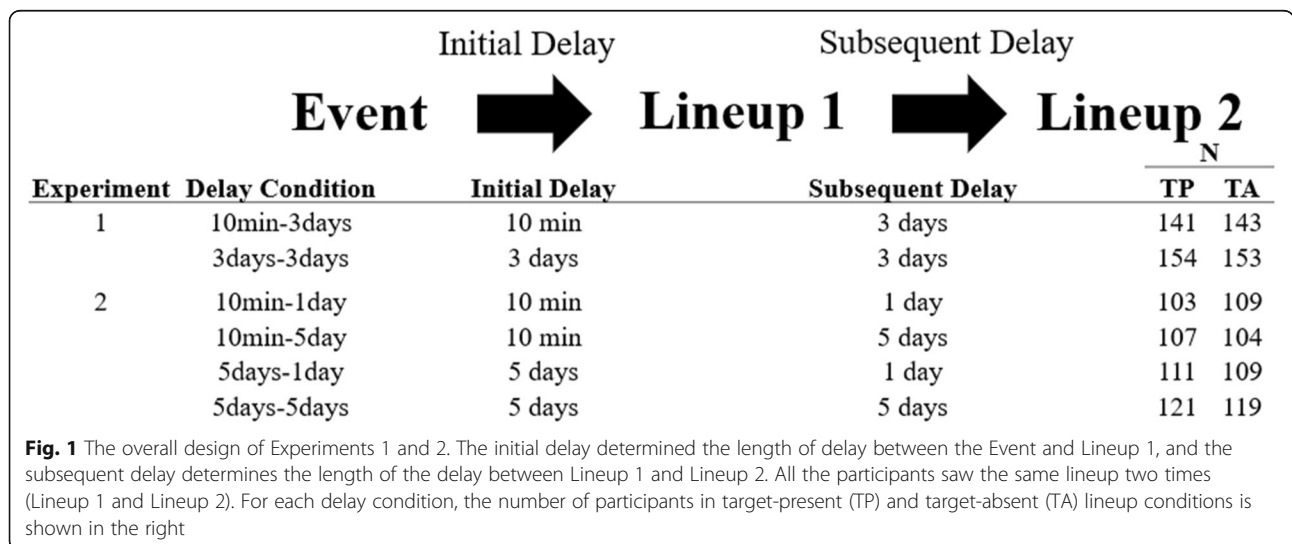 Initial Delay Subsequent Delay
Event Lineup 1 Lineup 2
N
Experiment Delay Condition Initial Delay Subsequent Delay TP TA
1 10min-3days 10 min 3 days 141 143
3days-3days 3 days 3 days 154 153
2 10min-1day 10 min 1 day 103 109
10min-5day 10 min 5 days 107 104
5days-1day 5 days 1 day 111 109
5days-5days 5 days 5 days 121 119
Fig. 1 The overall design of Experiments 1 and 2. The initial delay determined the length of delay between the Event and Lineup 1, and the
subsequent delay determines the length of the delay between Lineup 1 and Lineup 2. All the participants saw the same lineup two times
(Lineup 1 and Lineup 2). For each delay condition, the number of participants in target-present (TP) and target-absent (TA) lineup conditions is
shown in the right